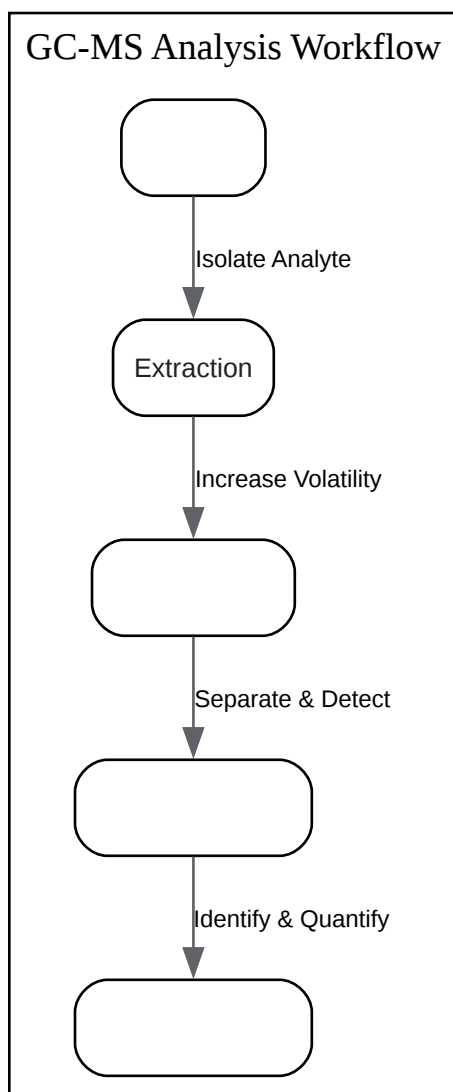 GC-MS Analysis Workflow
Isolate Analyte
Extraction
Increase Volatility
Separate & Detect
Identify & Quantify